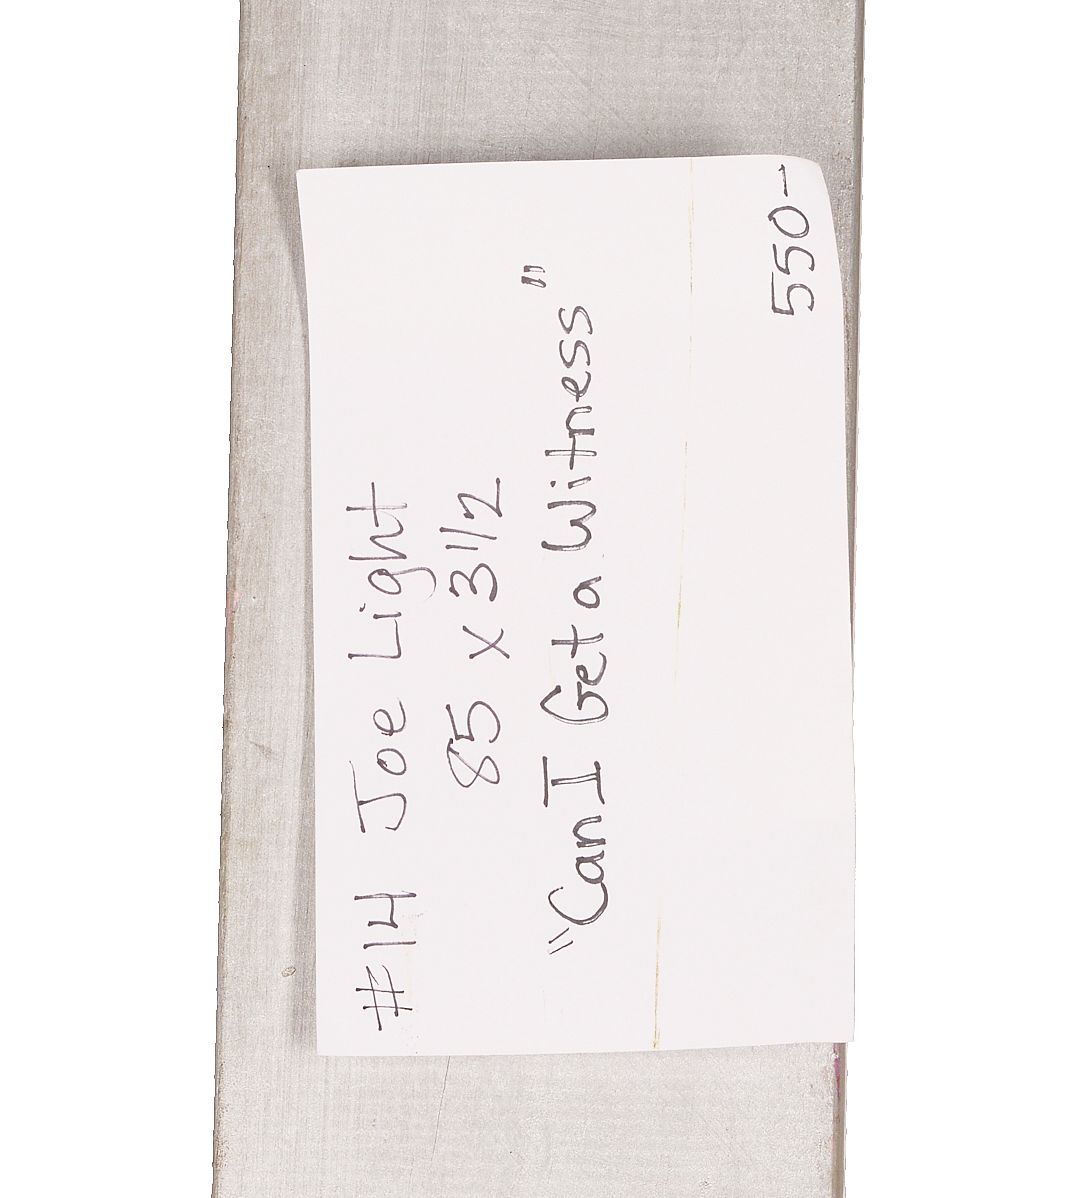 #14 Joe Light
85 x 3 1/2
"Can I Get a Witness"
550-